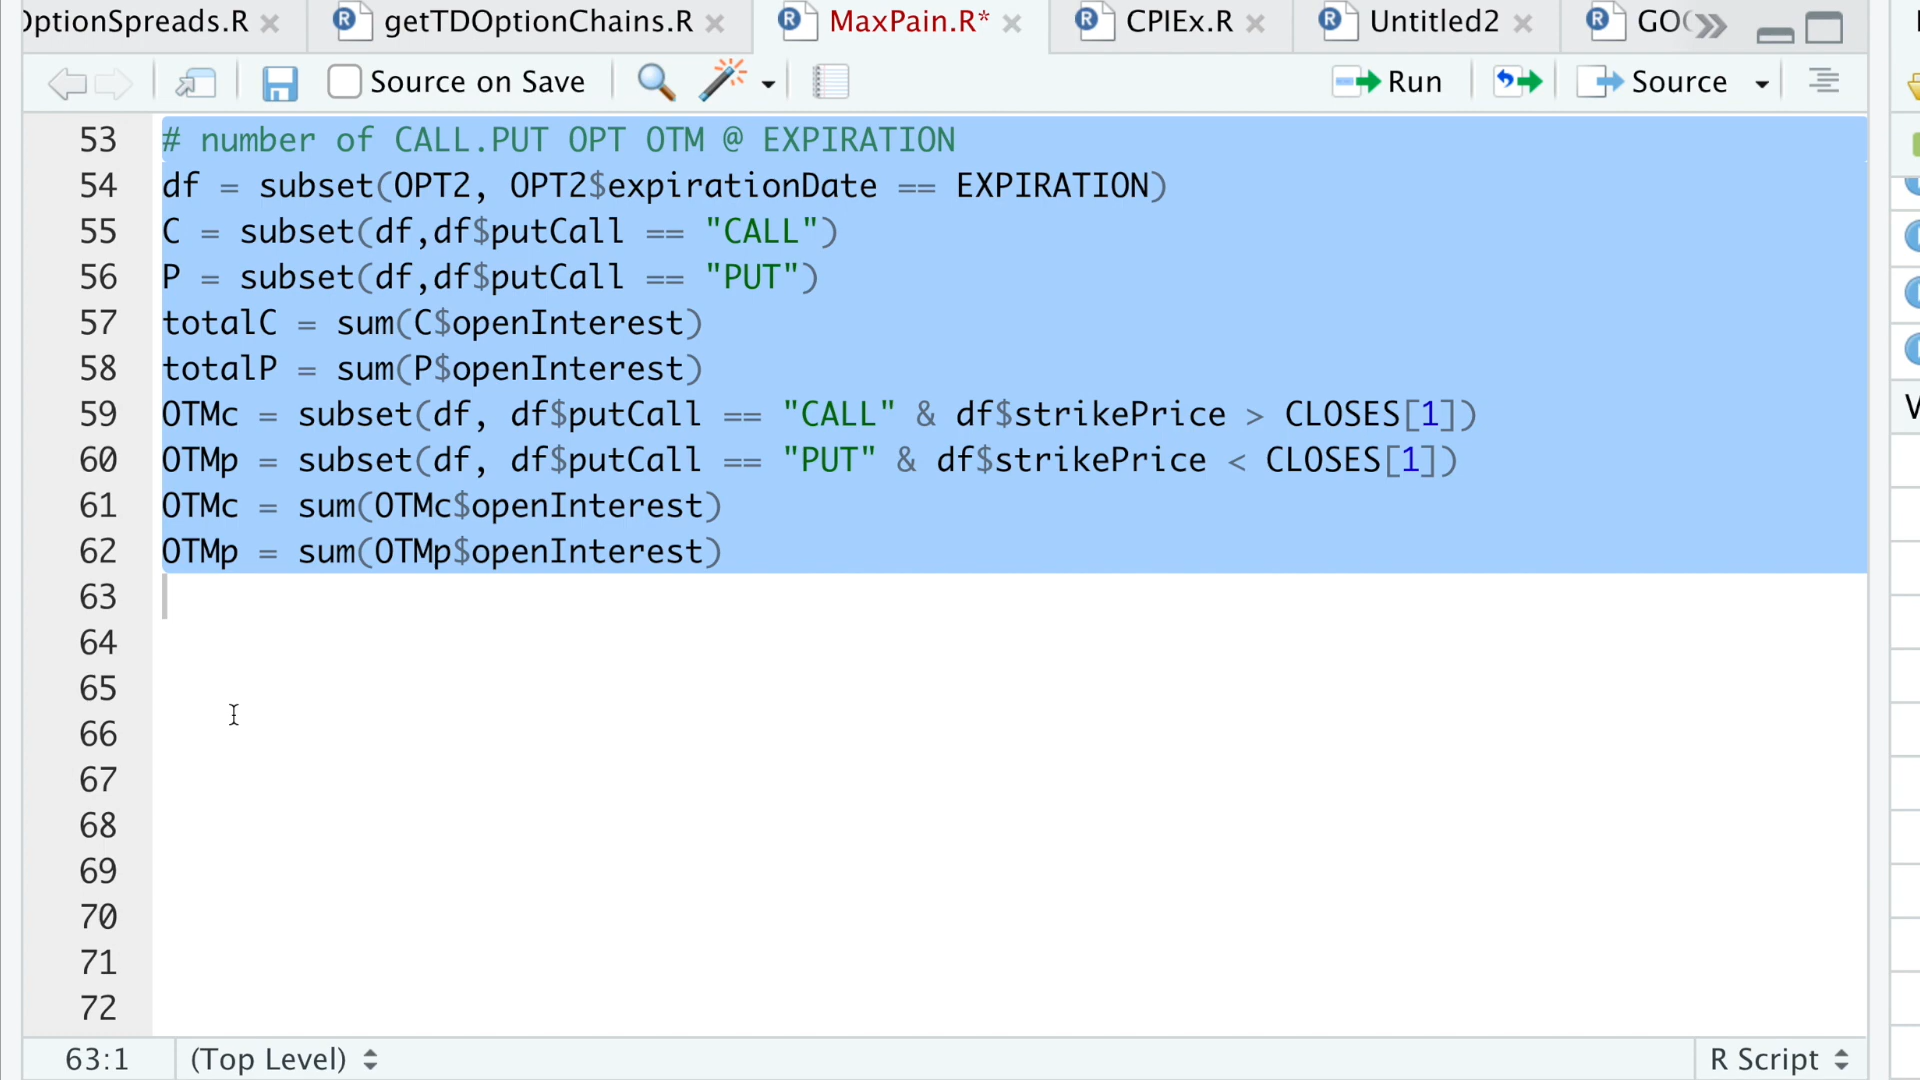 ptionSpreads.R
getTDOptionChains.R
MaxPain.R*
CPIEx.R
Untitled2
Source on Save
Run
Source
53 # number of CALL.PUT OPT OTM @ EXPIRATION
54 df = subset(OPT2, OPT2$expirationDate == EXPIRATION)
55 C = subset(df,df$putCall == "CALL")
56 P = subset(df,df$putCall == "PUT")
57 totalC = sum(C$openInterest)
58 totalP = sum(P$openInterest)
59 OTMc = subset(df, df$putCall == "CALL" & df$strikePrice > CLOSES[1])
60 OTMp = subset(df, df$putCall == "PUT" & df$strikePrice < CLOSES[1])
61 OTMc = sum(OTMc$openInterest)
62 OTMp = sum(OTMp$openInterest)
63
64
65
66
67
68
69
70
71
72
63:1 (Top Level) R Script